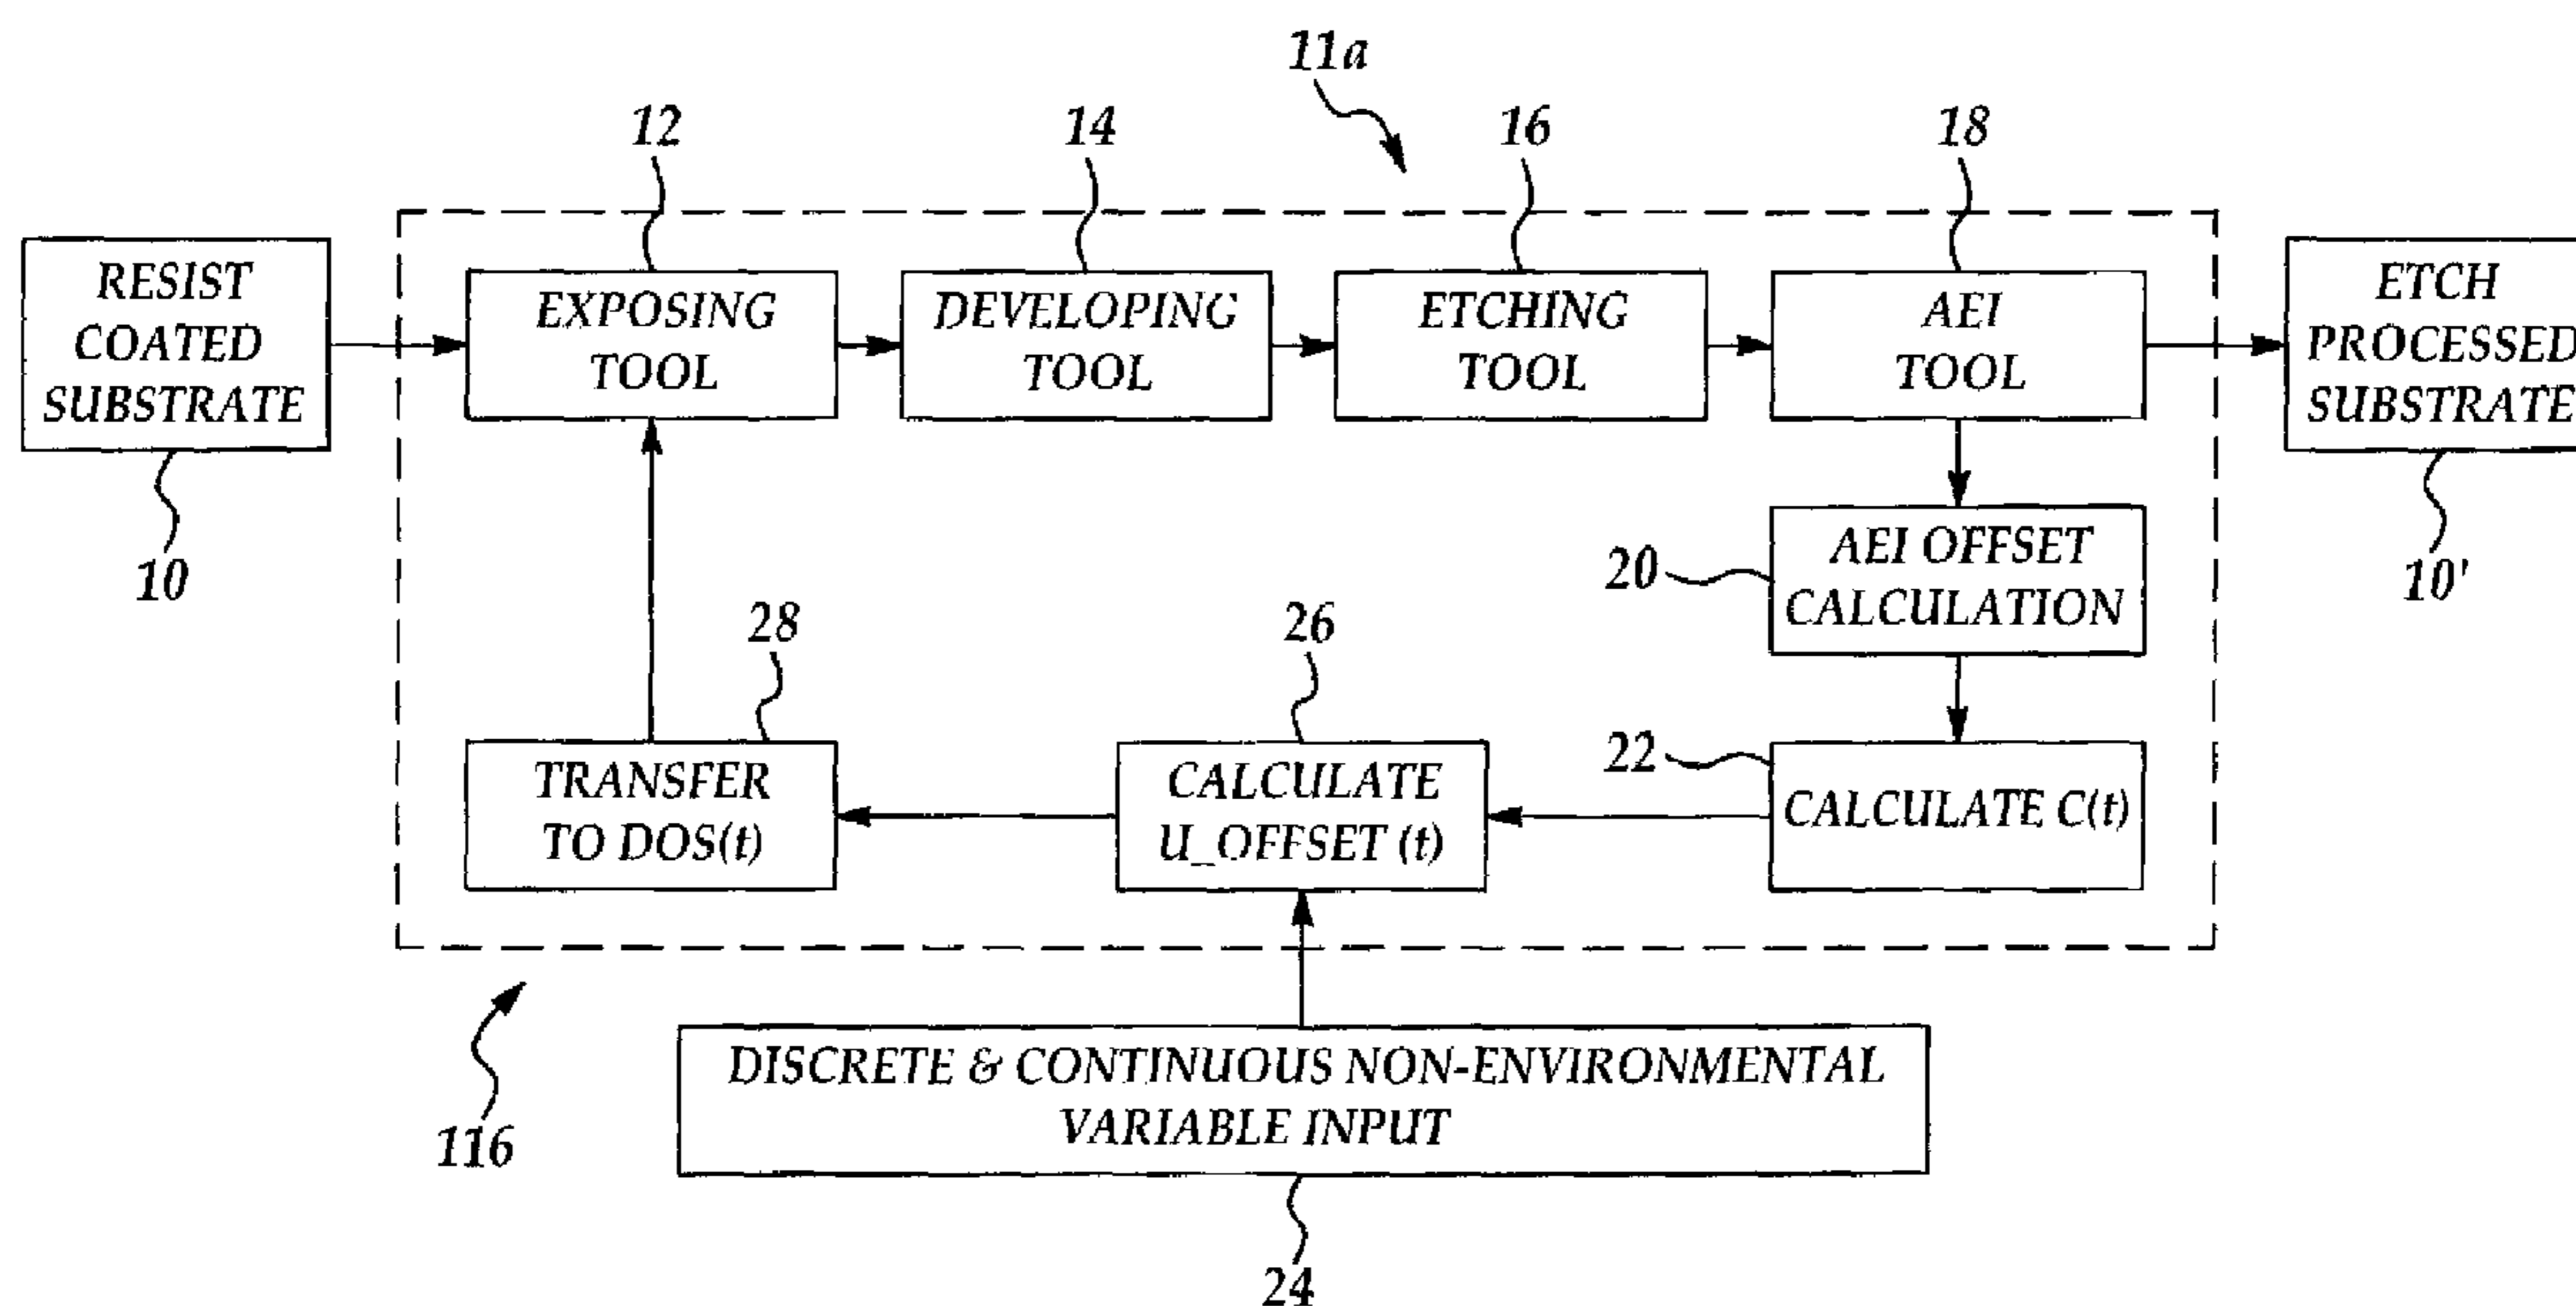 11a
12
14
16
18
RESIST
COATED
SUBSTRATE
10
EXPOSING
TOOL
DEVELOPING
TOOL
ETCHING
TOOL
AEI
TOOL
ETCH
PROCESSED
SUBSTRATE
10'
20
AEI OFFSET
CALCULATION
28
26
22
TRANSFER
TO DOS(t)
CALCULATE
U_OFFSET (t)
CALCULATE C(t)
116
DISCRETE & CONTINUOUS NON-ENVIRONMENTAL
VARIABLE INPUT
24